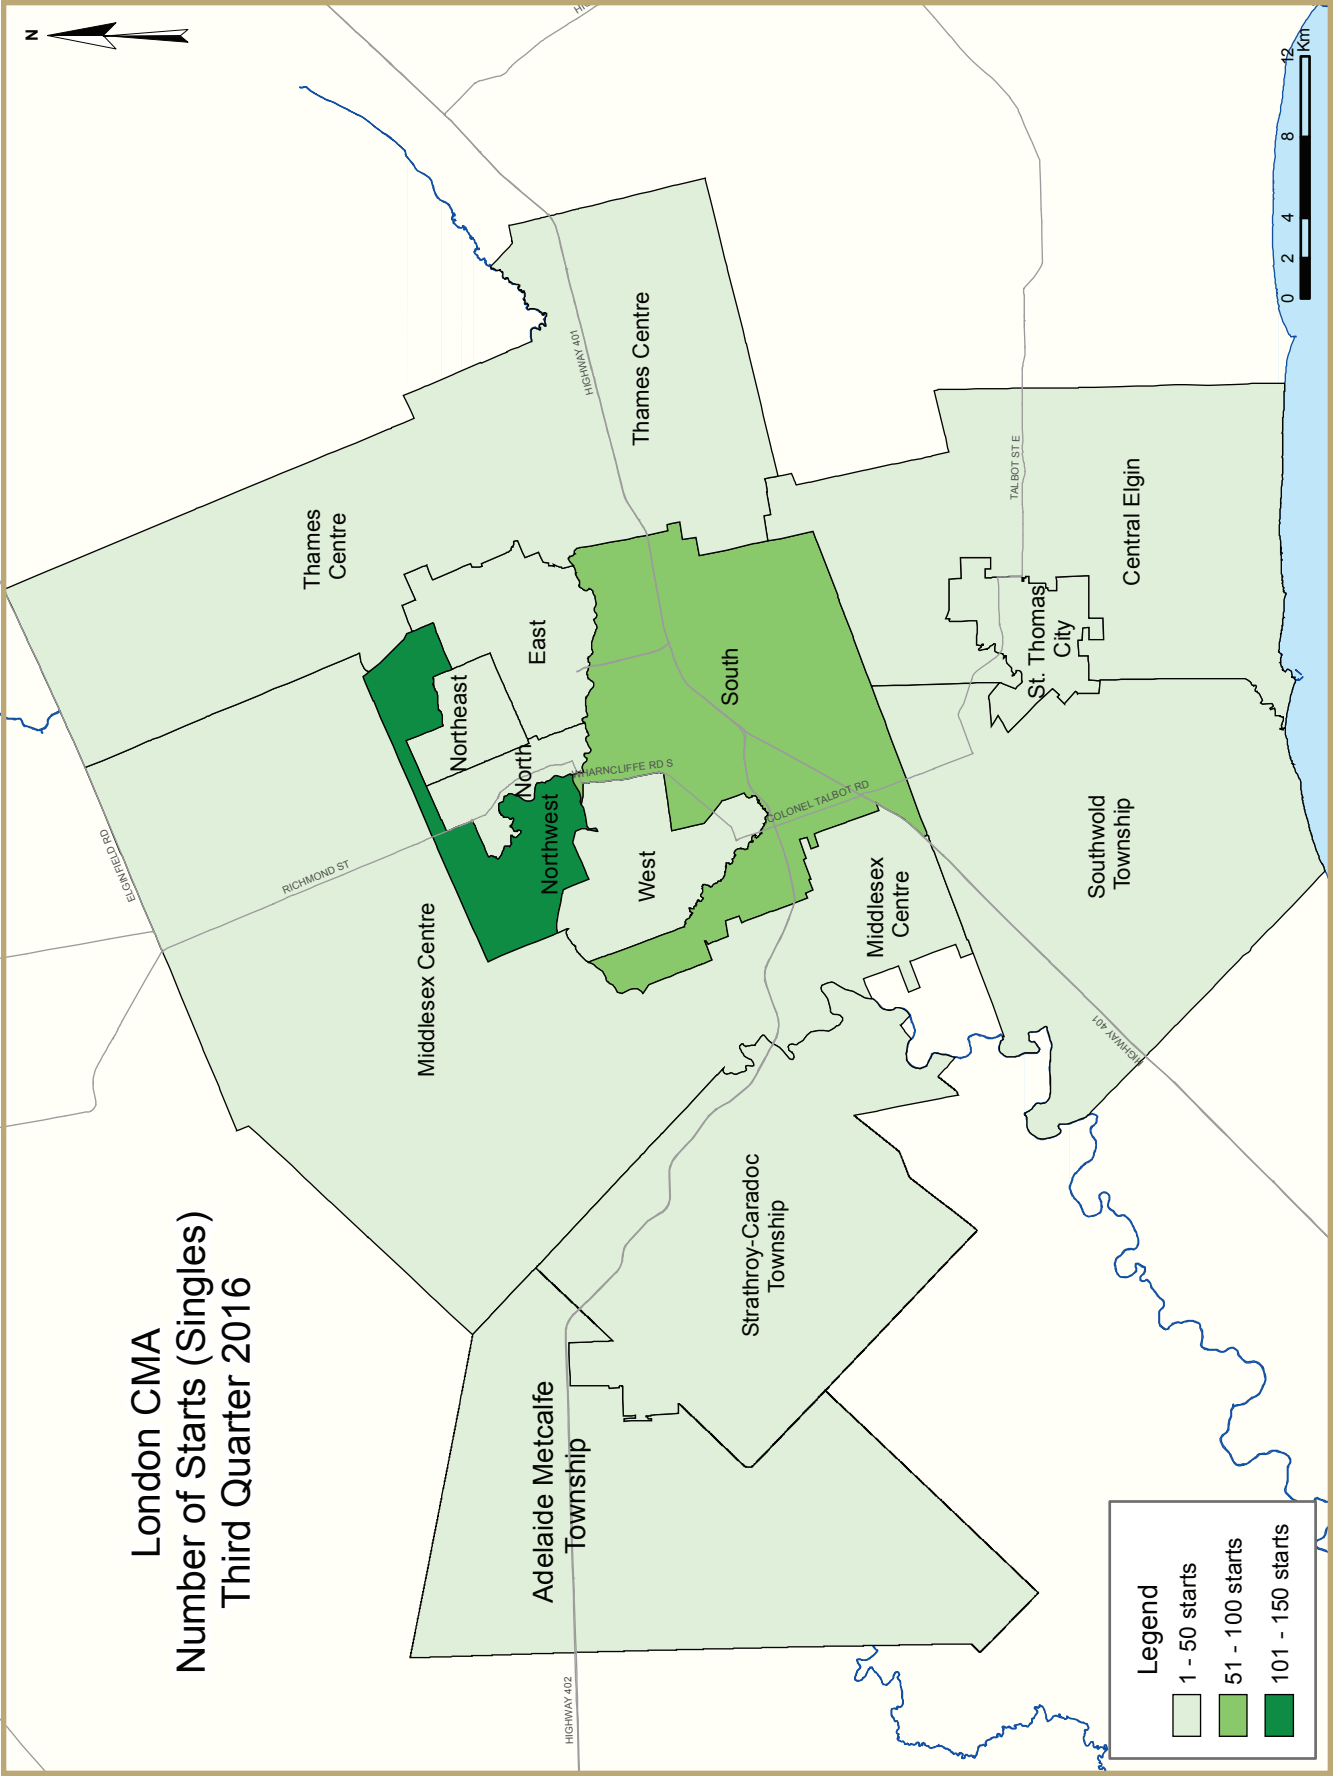 London CMA
Number of Starts (Singles)
Third Quarter 2016
N
ELGINFIELD RD
RICHMOND ST
Middlesex Centre
Thames
Centre
Northeast
North
Northwest
East
West
South
WHARNCLIFFE RD S
COLONEL TALBOT RD
HIGHWAY 401
Thames Centre
Adelaide Metcalfe
Township
HIGHWAY 402
Strathroy-Caradoc
Township
Middlesex
Centre
HIGHWAY 401
Southwold
Township
St. Thomas
City
TALBOT ST E
Central Elgin
Legend
1 - 50 starts
51 - 100 starts
101 - 150 starts
0 2 4 8 12
Km